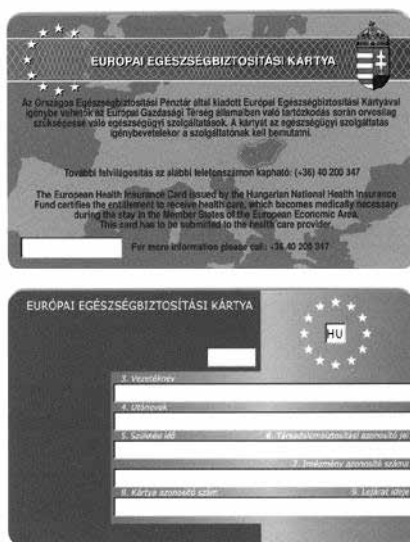 EURÓPAI EGÉSZSÉGBIZTOSÍTÁSI KÁRTYA
Az Országos Egészségbiztosítási Pénztár által kiadott Európai Egészségbiztosítási Kártyával
igénybe vehetők az Európai Gazdasági Térség államaiban való tartózkodás során orvosilag
szükségessé váló egészségügyi szolgáltatások. A kártyát az egészségügyi szolgáltatás
igénybevételekor a szolgáltatónak kell bemutatni.
További felvilágosítás az alábbi telefonszámon kapható: (+36) 40 200 347
The European Health Insurance Card issued by the Hungarian National Health Insurance
Fund certifies the entitlement to receive health care, which becomes medically necessary
during the stay in the Member States of the European Economic Area.
This card has to be submitted to the health care provider.
For more information please call: +36 40 200 347
EURÓPAI EGÉSZSÉGBIZTOSÍTÁSI KÁRTYA
HU
3. Vezetéknév
4. Utónevek
5. Születési idő 6. Társadalombiztosítási azonosító jel
7. Intézmény azonosító száma
8. Kártya azonosító szám 9. Lejárat ideje